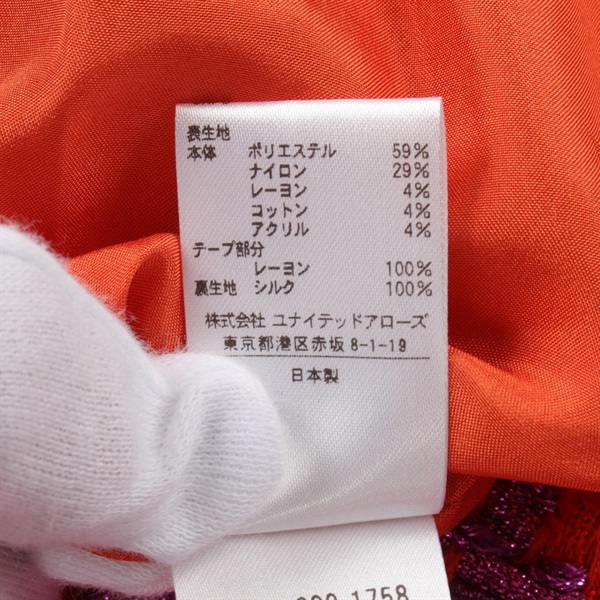 表生地
本体 ポリエステル 59%
ナイロン 29%
レーヨン 4%
コットン 4%
アクリル 4%
テープ部分
レーヨン 100%
裏生地 シルク 100%
株式会社 ユナイテッドアローズ
東京都港区赤坂 8-1-19
日本製
1758